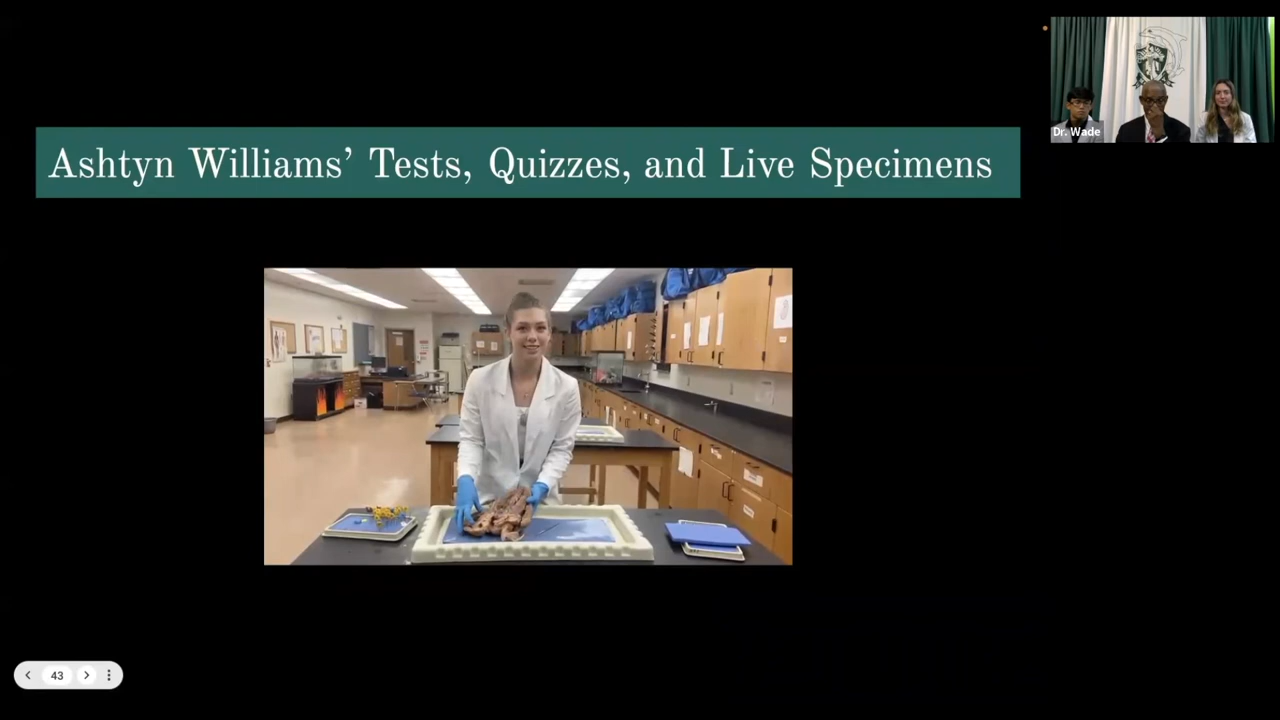 Ashtyn Williams’ Tests, Quizzes, and Live Specimens
Dr. Wade
43